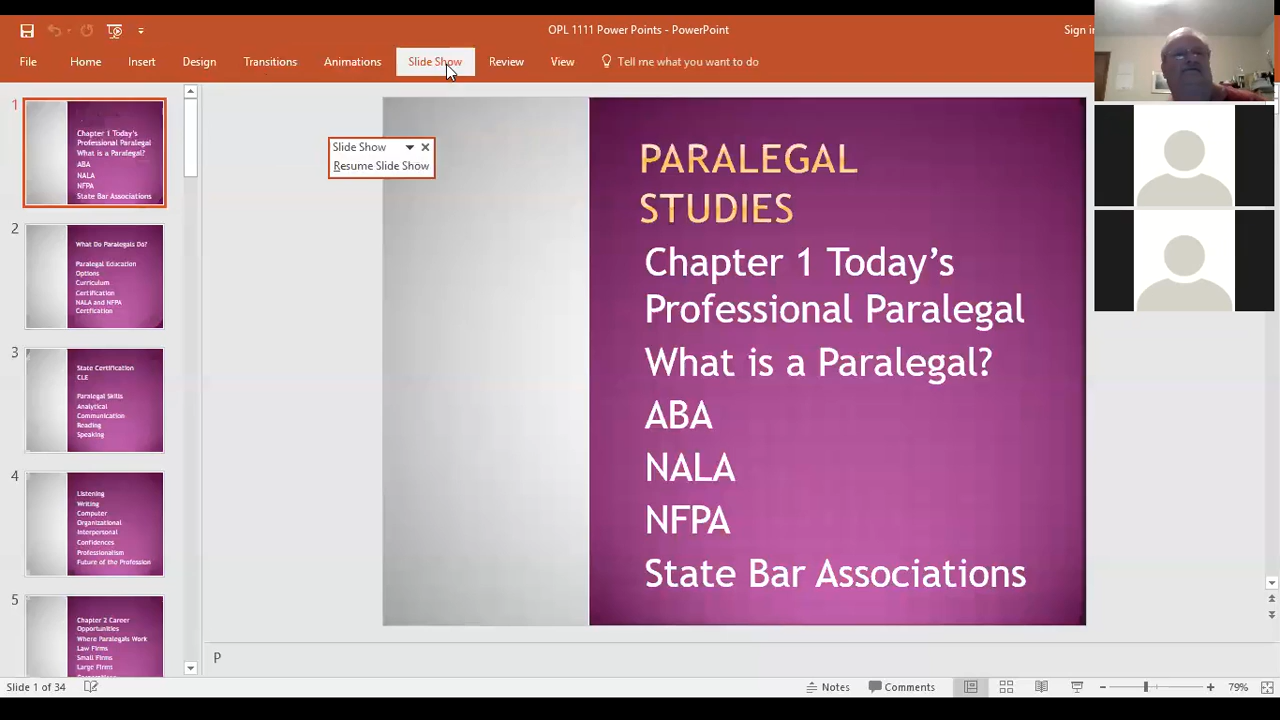 OPL 1111 Power Points - PowerPoint
Sign in
File
Home
Insert
Design
Transitions
Animations
Slide Show
Review
View
Tell me what you want to do
1
Chapter 1 Today's
Professional Paralegal
What is a Paralegal?
ABA
NALA
NFPA
State Bar Associations
2
What Do Paralegals Do?
Paralegal Education
Options
Curriculum
Certification
NALA and NFPA
Certfication
3
State Certification
CLE
Paralegal Skills
Analytical
Communication
Reading
Speaking
4
Listening
Writing
Computer
Organizational
Interpersonal
Confidences
Professionalism
Future of the Profession
5
Chapter 2 Career
Opportunities
Where Paralegals Work
Law Firms
Small Firms
Large Firms
Slide Show
Resume Slide Show
PARALEGAL
STUDIES
Chapter 1 Today's
Professional Paralegal
What is a Paralegal?
ABA
NALA
NFPA
State Bar Associations
P
Slide 1 of 34
Notes
Comments
79%